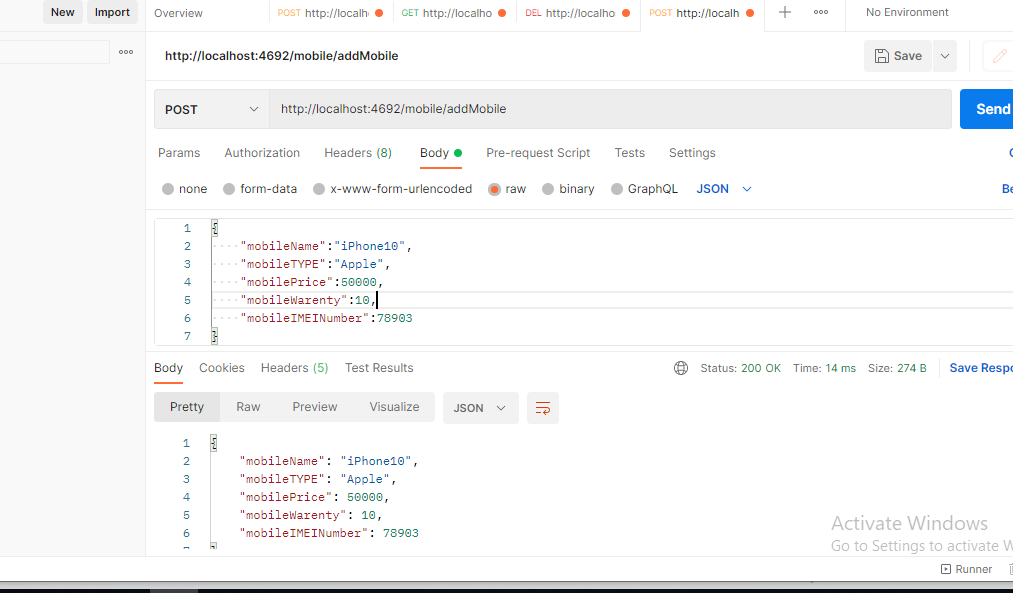 New Import Overview POST http://localh GET http://localho DEL http://localho POST http://localh No Environment
http://localhost:4692/mobile/addMobile Save
POST http://localhost:4692/mobile/addMobile Send
Params Authorization Headers (8) Body Pre-request Script Tests Settings
none form-data x-www-form-urlencoded raw binary GraphQL JSON Be
1 {
2 "mobileName":"iPhone10",
3 "mobileTYPE":"Apple",
4 "mobilePrice":50000,
5 "mobileWarenty":10,
6 "mobileIMEINumber":78903
7 }
Body Cookies Headers (5) Test Results Status: 200 OK Time: 14 ms Size: 274 B Save Respo
Pretty Raw Preview Visualize JSON
1 {
2 "mobileName": "iPhone10",
3 "mobileTYPE": "Apple",
4 "mobilePrice": 50000,
5 "mobileWarenty": 10,
6 "mobileIMEINumber": 78903
Activate Windows
Go to Settings to activate W
Runner